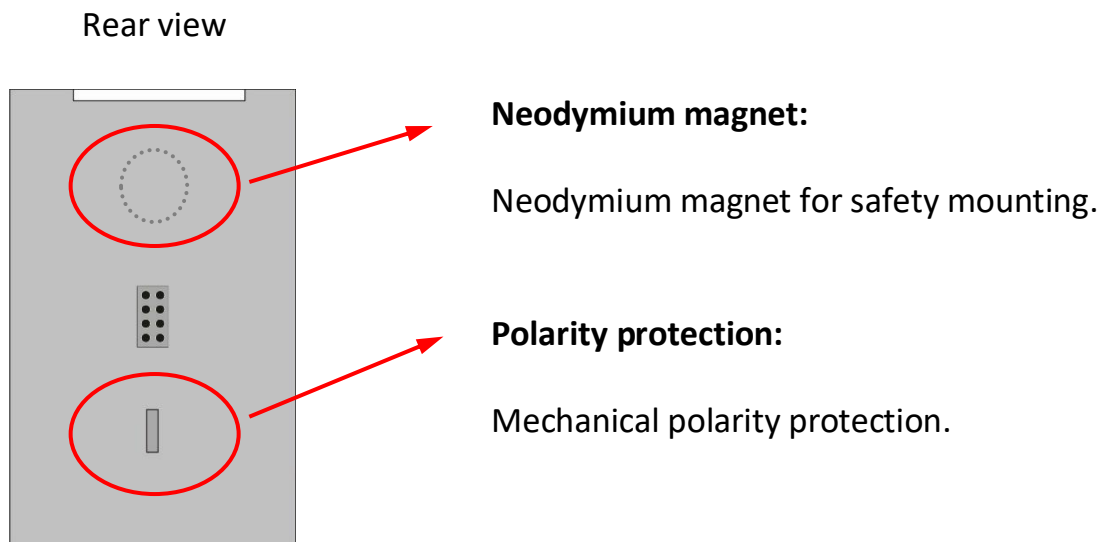 Rear view
Neodymium magnet:
Neodymium magnet for safety mounting.
Polarity protection:
Mechanical polarity protection.